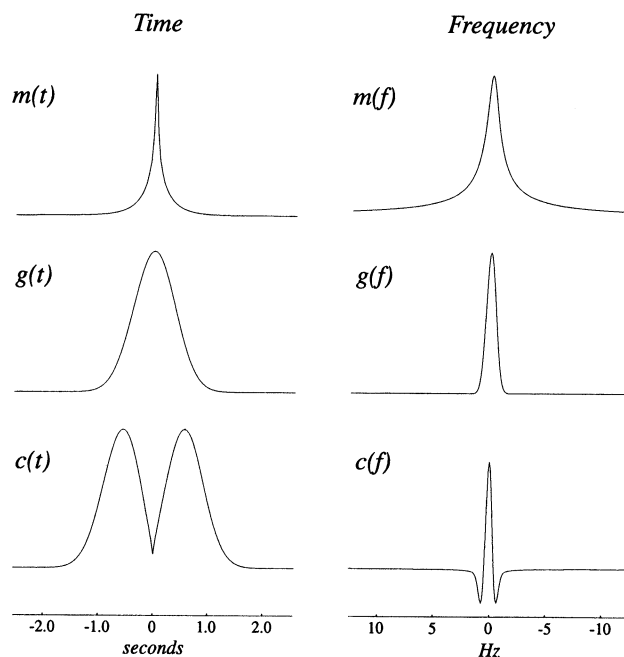 Time Frequency
m(t) m(f)
g(t) g(f)
c(t) c(f)
-2.0 -1.0 0 1.0 2.0 10 5 0 -5 -10
seconds Hz